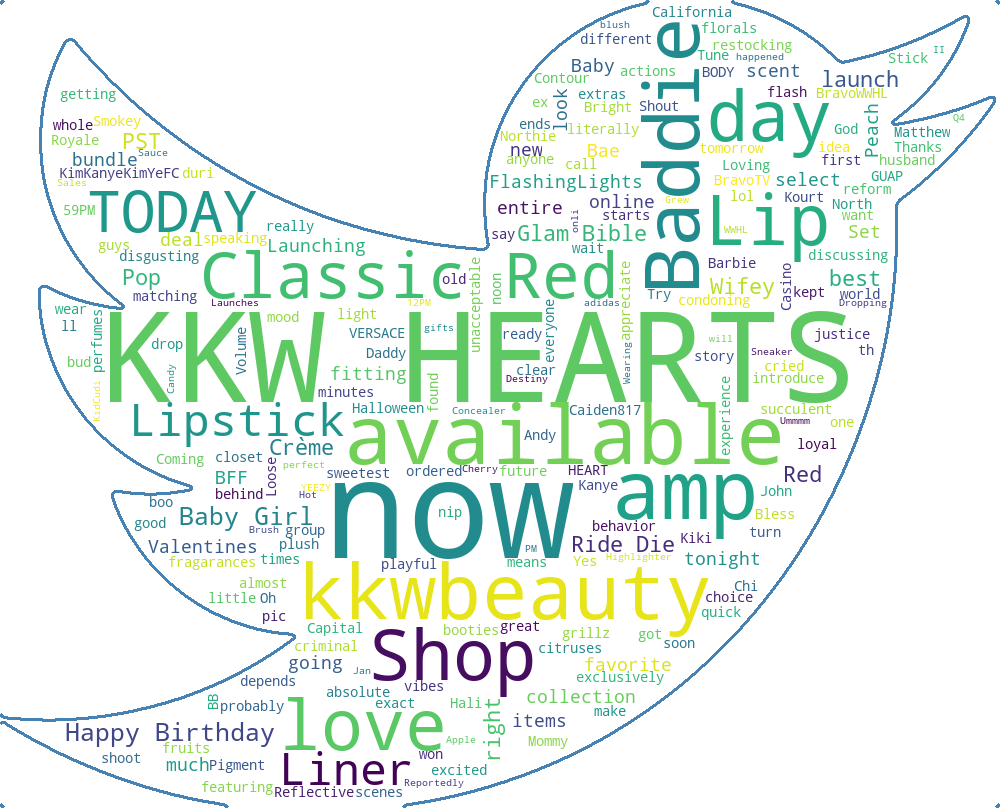 California
blush
different
florals
restocking
Tune
happened
Stick
II
Baby
actions
BODY
scent
launch
Contour
extras
look
flash
BravoWWHL
getting
ex
Bright
Shout
Baddie
day
Peach
God
Matthew
Q4
whole
Smokey
ends
literally
Royale
PST
Northie
new
Bae
tomorrow
idea
Thanks
Sauce
bundle
anyone
call
Loving
first
husband
KimKanyeKimYeFC
duri
FlashingLights
BravoTV
select
GUAP
Sales
lol
Kourt
reform
59PM
TODAY
entire
online
Grew
Lip
North
want
starts
onli
really
say
Glam Bible
WWHL
Set
guys
deal
speaking
Launching
wait
discussing
disgusting
Classic Red
unacceptable
noon
appreciate
Barbie
Casino
best
Pop
old
Try
Wifey
kept
world
matching
Launches
12PM
adidas
condoning
Dropping
wear
ll
perfumes
mood
light
gifts
everyone
will
KKW HEARTS
bud
drop
Volume
VERSACE
ready
Wearing
justice
Daddy
story
Sneaker
th
Candy
fitting
clear
cried
found
Destiny
introduce
KidCudi
minutes
Lipstick
Halloween
Concealer
Caiden817
experience
succulent
available
Andy
Ummmm
one
Crème
loyal
Coming
closet
Loose
perfect
sweetest
ordered
Cherry
future
HEART
Red
BFF
behind
YEEZY
Hot
now
Kanye
amp
John
boo
nip
Bless
good
Baby Girl
Brush
group
behavior
turn
Valentines
plush
PM
Ride Die
Kiki
fragarances
times
playful
means
Yes
Highlighter
tonight
almost
kkwbeauty
Chi
little
Oh
choice
pic
quick
Capital
Shop
booties
great
grillz
got
soon
criminal
citruses
going
Jan
favorite
depends
vibes
exclusively
BB
absolute
exact
Hali
right
collection
probably
love
items
make
Happy Birthday
Apple
Mommy
fruits
won
shoot
much
Pigment
Liner
excited
Reportedly
featuring
Reflective
scenes